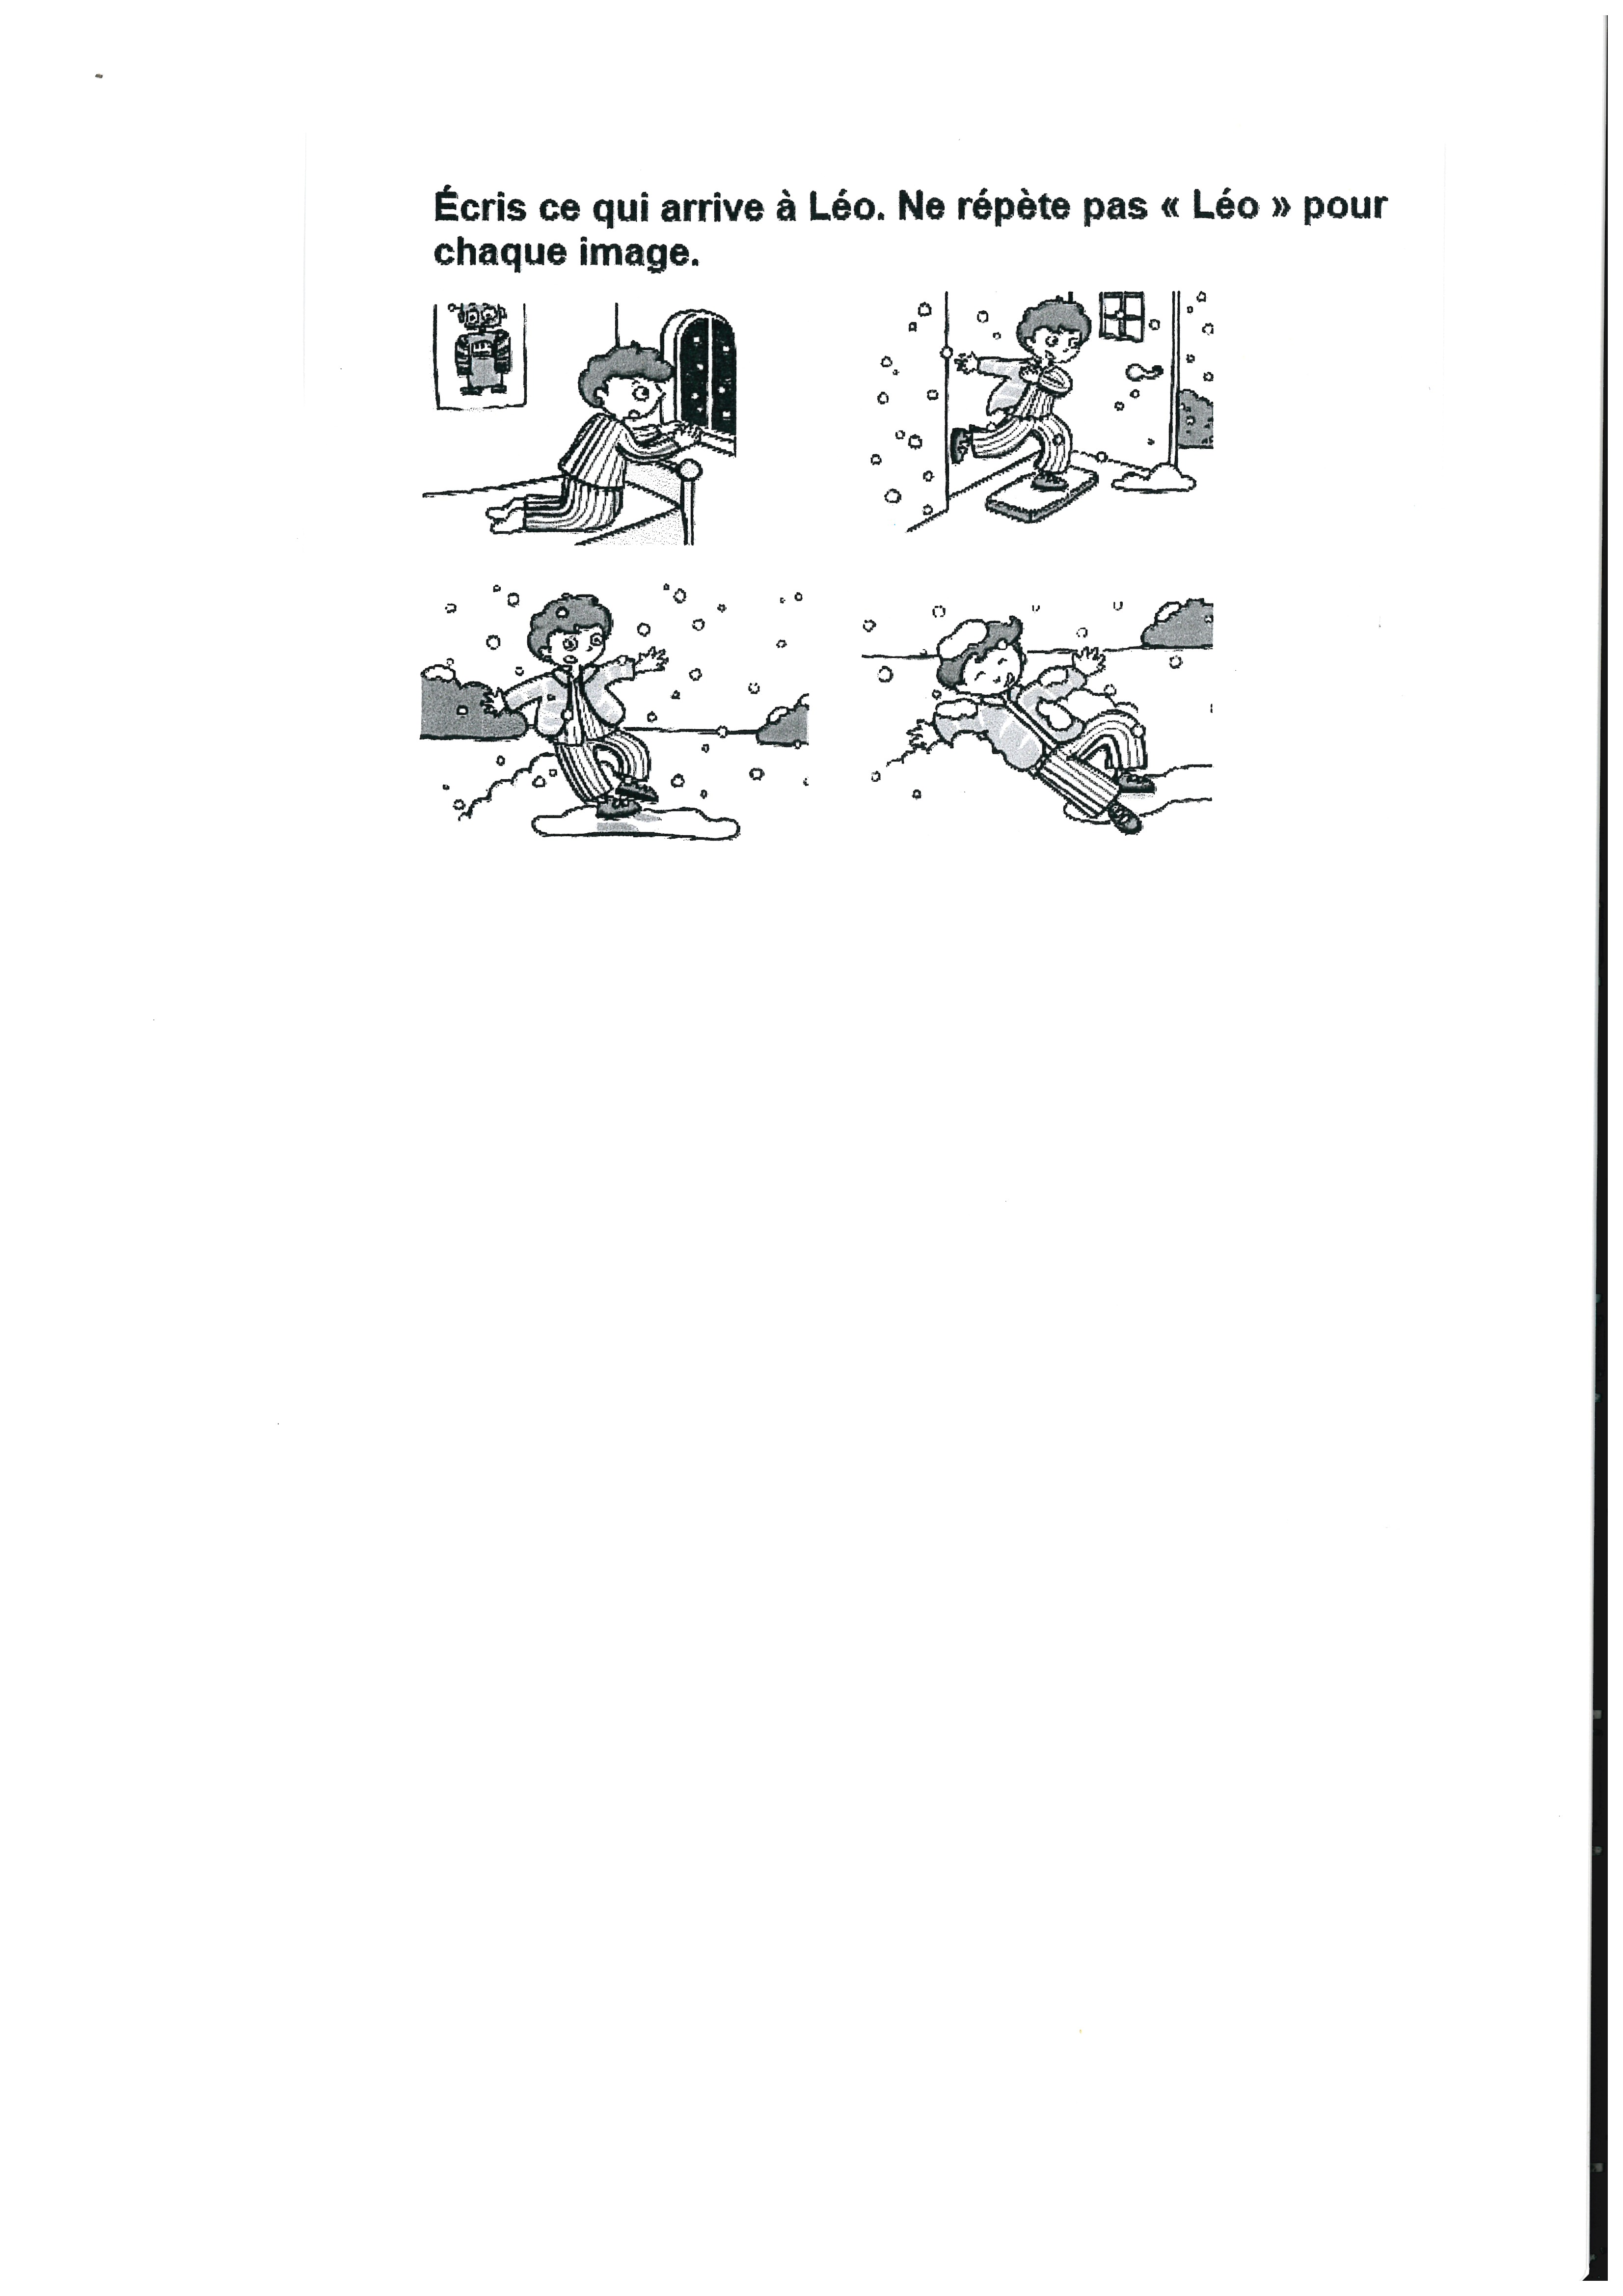 Écris ce qui arrive à Léo. Ne répète pas « Léo » pour
chaque image.